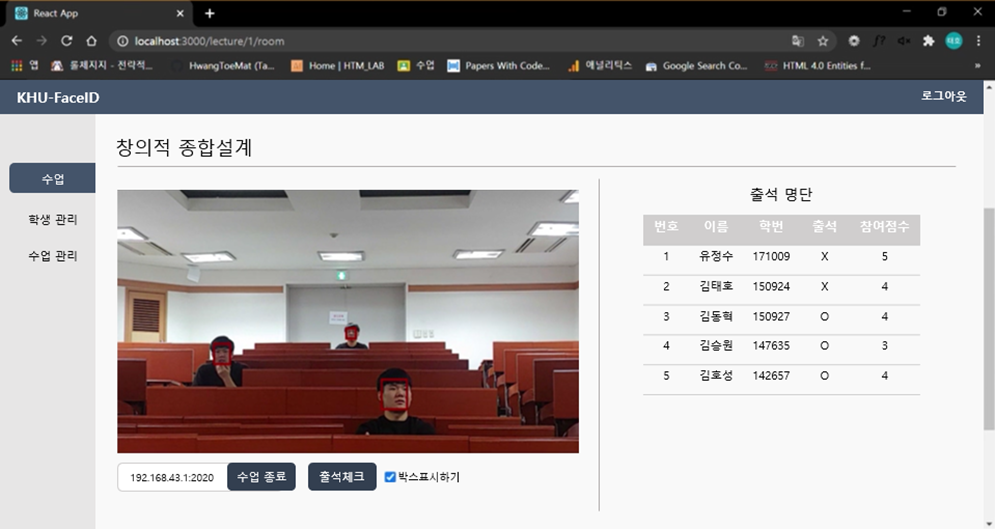 React App
localhost:3000/lecture/1/room
앱
롤체지지 - 전략적...
HwangToeMat (Ta...
Home | HTM_LAB
수업
Papers With Code...
애널리틱스
Google Search Co...
HTML 4.0 Entities f...
»
KHU-FaceID
로그아웃
창의적 종합설계
수업
학생 관리
수업 관리
출석 명단
번호 이름 학번 출석 참여점수
1 유정수 171009 X 5
2 김태호 150924 X 4
3 김동혁 150927 O 4
4 김승원 147635 O 3
5 김호성 142657 O 4
192.168.43.1:2020
수업 종료
출석체크
박스표시하기